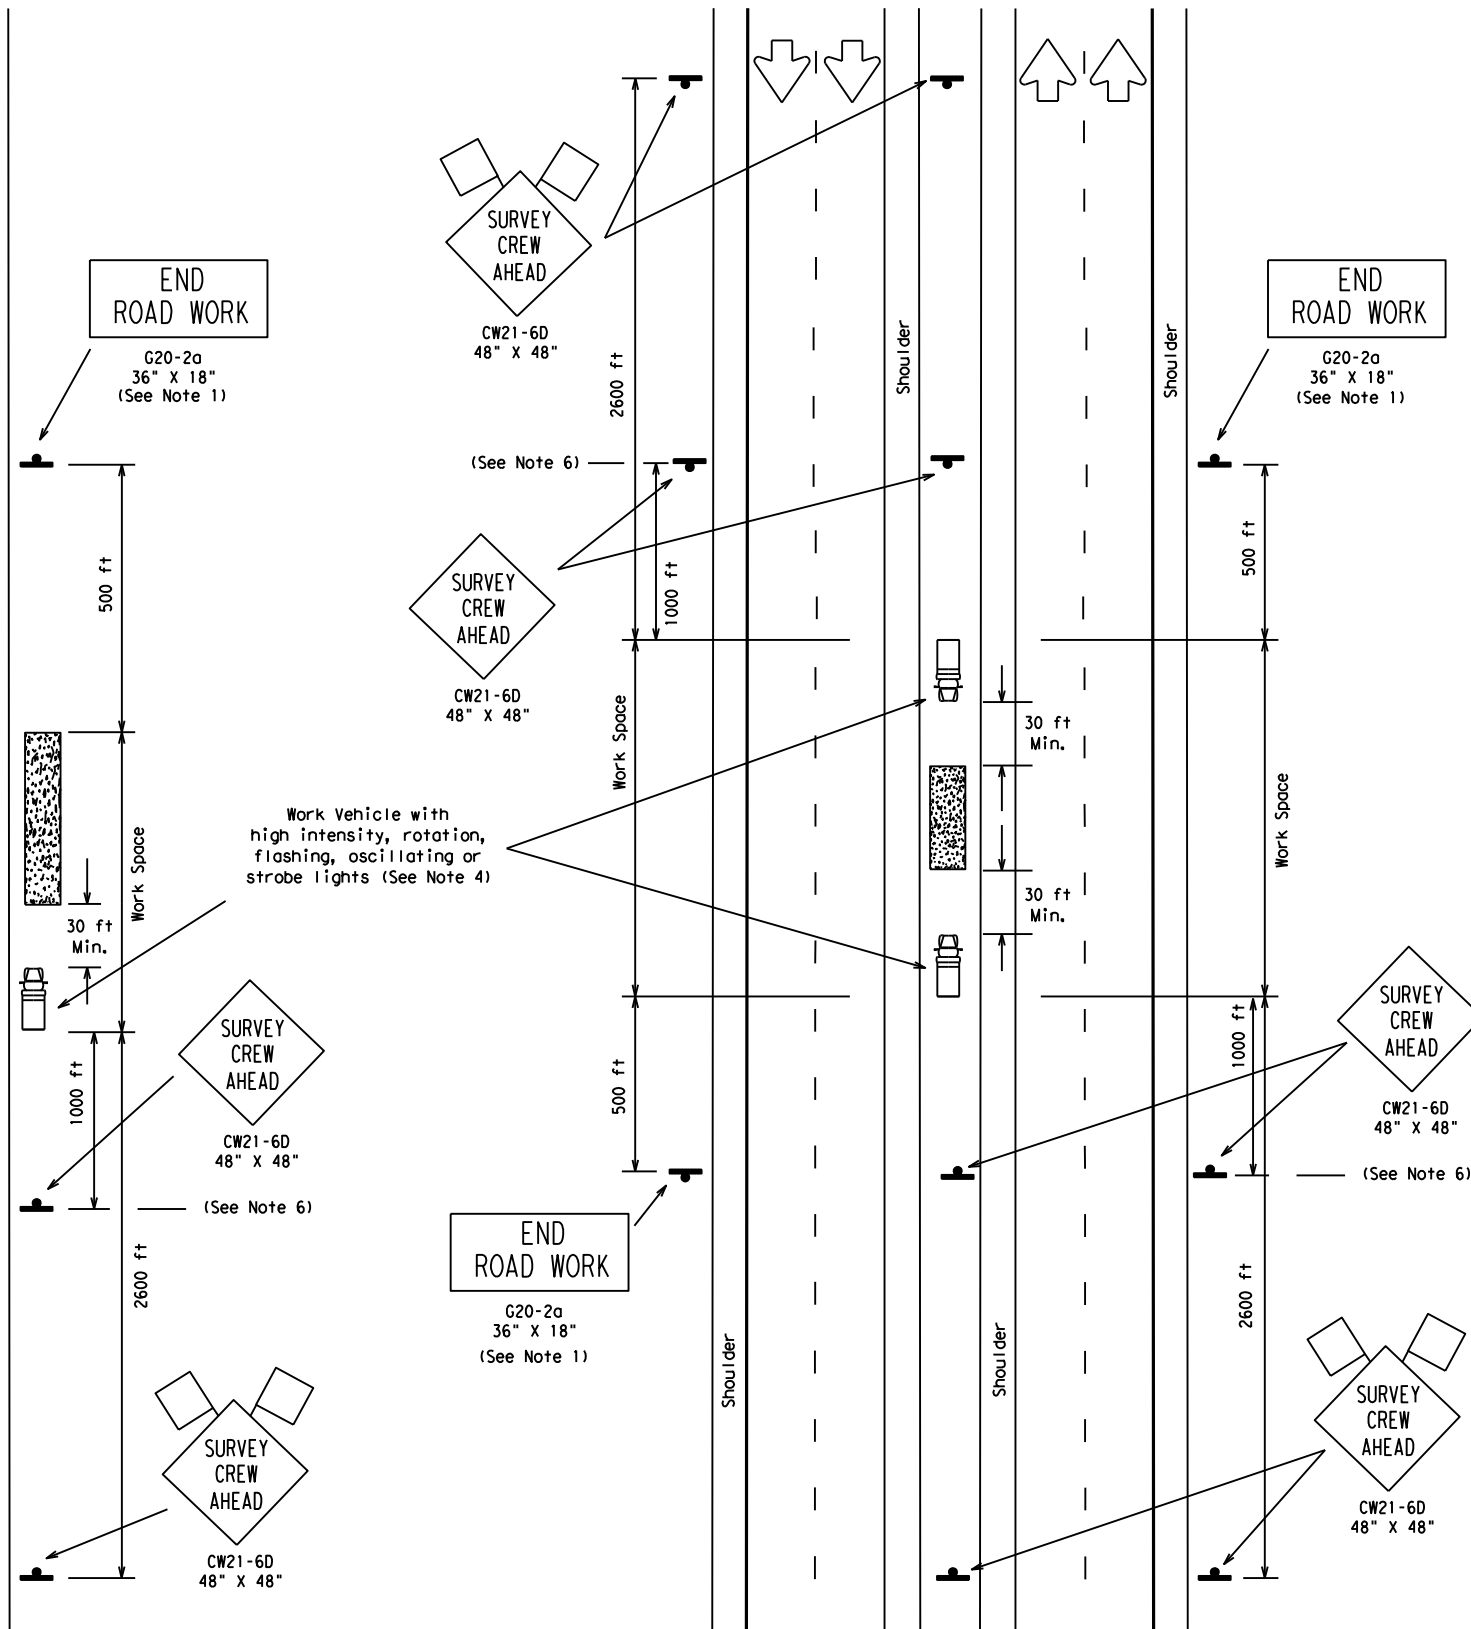 SURVEY
CREW
AHEAD
CW21-6D
48" X 48"
END
ROAD WORK
G20-2a
36" X 18"
(See Note 1)
END
ROAD WORK
G20-2a
36" X 18"
(See Note 1)
2600 ft
Shoulder
Shoulder
(See Note 6)
500 ft
1000 ft
500 ft
SURVEY
CREW
AHEAD
CW21-6D
48" X 48"
Work Space
30 ft
Min.
Work Vehicle with
high intensity, rotation,
flashing, oscillating or
strobe lights (See Note 4)
Work Space
Work Space
30 ft
Min.
30 ft
Min.
SURVEY
CREW
AHEAD
CW21-6D
48" X 48"
1000 ft
500 ft
1000 ft
SURVEY
CREW
AHEAD
CW21-6D
48" X 48"
(See Note 6)
(See Note 6)
2600 ft
END
ROAD WORK
G20-2a
36" X 18"
(See Note 1)
2600 ft
Shoulder
Shoulder
SURVEY
CREW
AHEAD
CW21-6D
48" X 48"
SURVEY
CREW
AHEAD
CW21-6D
48" X 48"